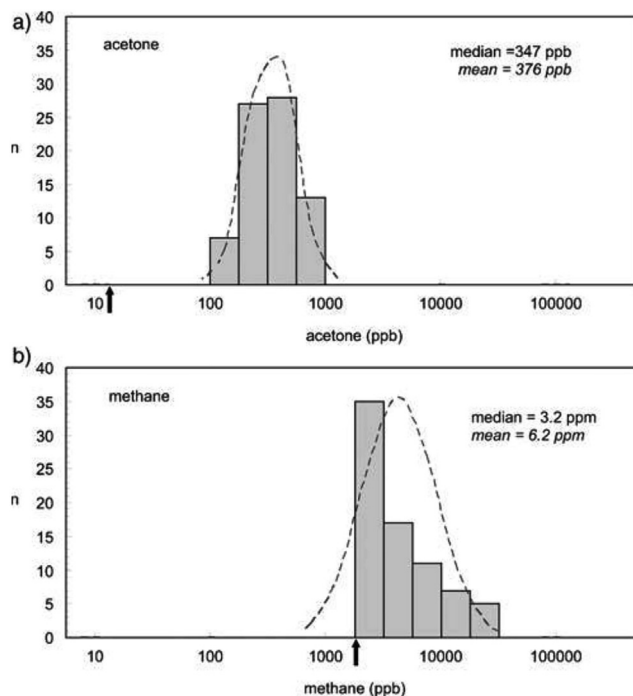 a)
40
acetone
median =347 ppb
mean = 376 ppb
35
30
25
n
20
15
10
5
0
10 100 1000 10000 100000
acetone (ppb)
b)
40
methane
median = 3.2 ppm
mean = 6.2 ppm
35
30
25
n
20
15
10
5
0
10 100 1000 10000 100000
methane (ppb)